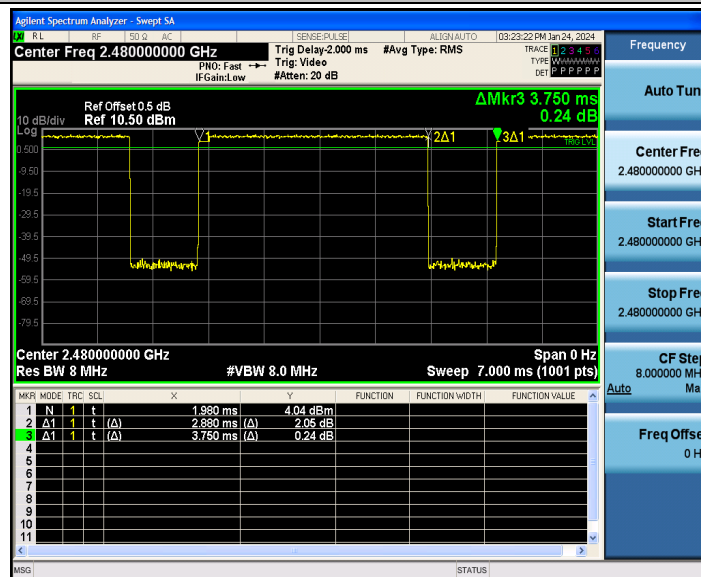 Agilent Spectrum Analyzer - Swept SA
LXI RL RF 50 Ω AC SENSE:PULSE ALIGNAUTO 03:23:22 PM Jan 24, 2024
Center Freq 2.480000000 GHz Trig Delay-2.000 ms #Avg Type: RMS TRACE 1 2 3 4 5 6
PNO: Fast Trig: Video TYPE WWWWWW
IFGain:Low #Atten: 20 dB DET P P P P P P
ΔMkr3 3.750 ms
0.24 dB
Ref Offset 0.5 dB
10 dB/div Ref 10.50 dBm
Log
1 2Δ1 3Δ1
TRIG LVL
0.500
-9.50
-19.5
-29.5
-39.5
-49.5
-59.5
-69.5
-79.5
Center 2.480000000 GHz Span 0 Hz
Res BW 8 MHz #VBW 8.0 MHz Sweep 7.000 ms (1001 pts)
MKR MODE TRC SCL X Y FUNCTION FUNCTION WIDTH FUNCTION VALUE
1 N 1 t 1.980 ms 4.04 dBm
2 Δ1 1 t (Δ) 2.880 ms (Δ) 2.05 dB
3 Δ1 1 t (Δ) 3.750 ms (Δ) 0.24 dB
4
5
6
7
8
9
10
11
MSG STATUS
Frequency
Auto Tun
Center Fre
2.480000000 GH
Start Fre
2.480000000 GH
Stop Fre
2.480000000 GH
CF Step
8.000000 MH
Auto Ma
Freq Offse
0 H